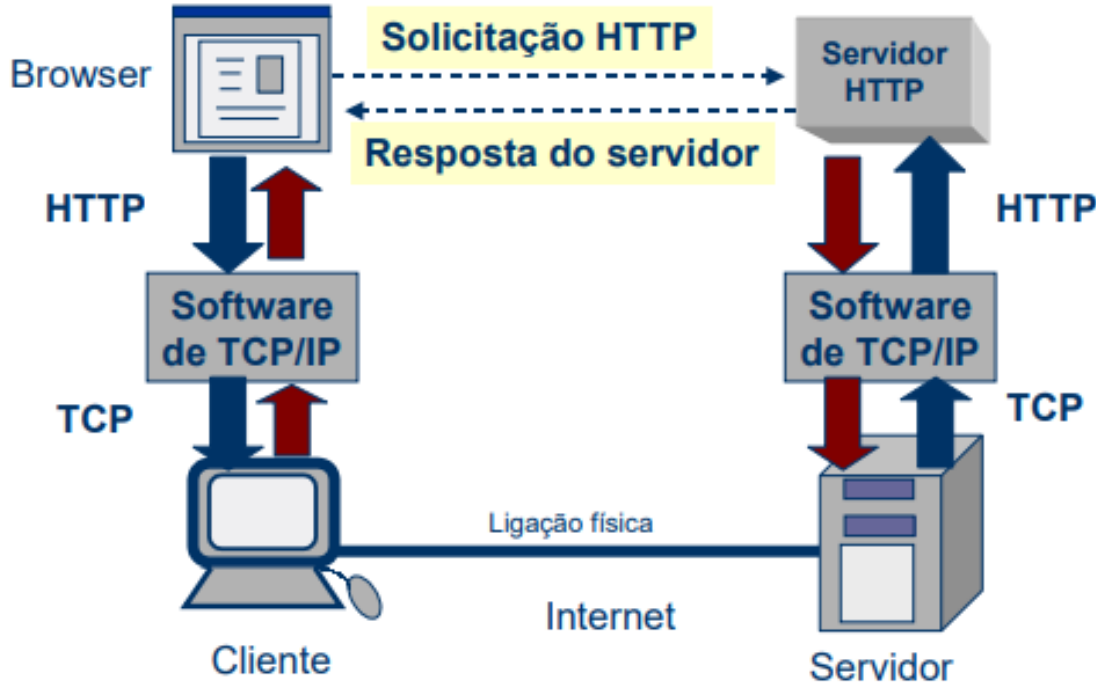 Solicitação HTTP
Browser
Servidor
HTTP
Resposta do servidor
HTTP
HTTP
Software
de TCP/IP
Software
de TCP/IP
TCP
TCP
Ligação física
Internet
Cliente
Servidor